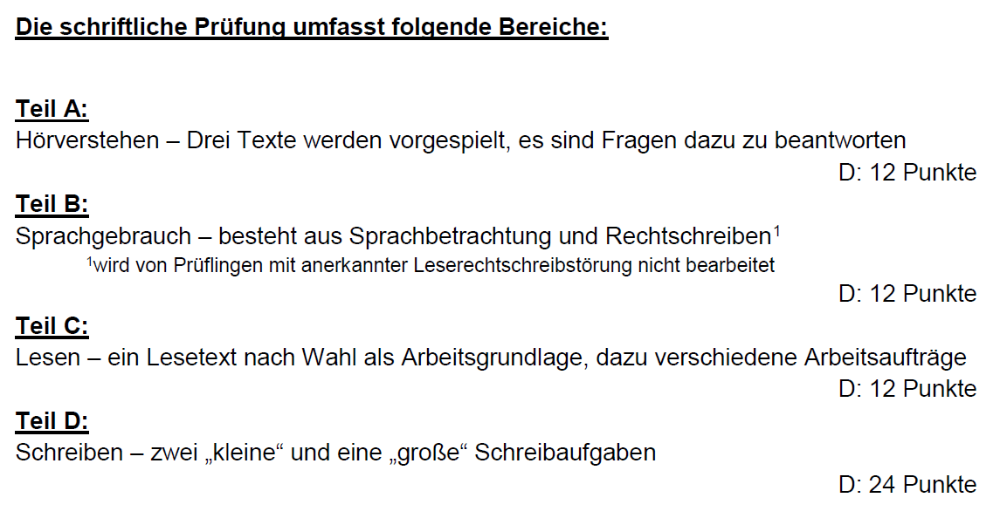 Die schriftliche Prüfung umfasst folgende Bereiche:
Teil A:
Hörverstehen – Drei Texte werden vorgespielt, es sind Fragen dazu zu beantworten
D: 12 Punkte
Teil B:
Sprachgebrauch – besteht aus Sprachbetrachtung und Rechtschreiben¹
¹wird von Prüflingen mit anerkannter Leserechtschreibstörung nicht bearbeitet
D: 12 Punkte
Teil C:
Lesen – ein Lesetext nach Wahl als Arbeitsgrundlage, dazu verschiedene Arbeitsaufträge
D: 12 Punkte
Teil D:
Schreiben – zwei „kleine“ und eine „große“ Schreibaufgaben
D: 24 Punkte